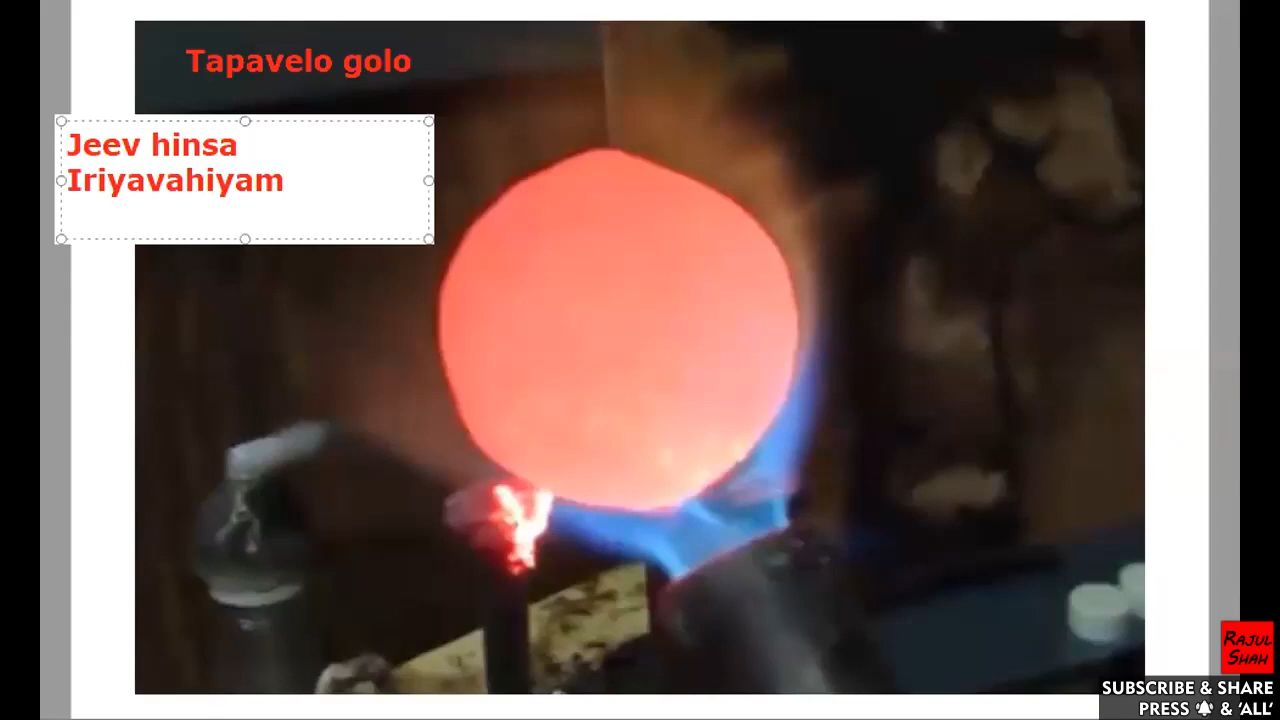 Tapavelo golo
Jeev hinsa
Iriyavahiyam
RAJUL
SHAH
SUBSCRIBE & SHARE
PRESS 🔔 & ‘ALL’